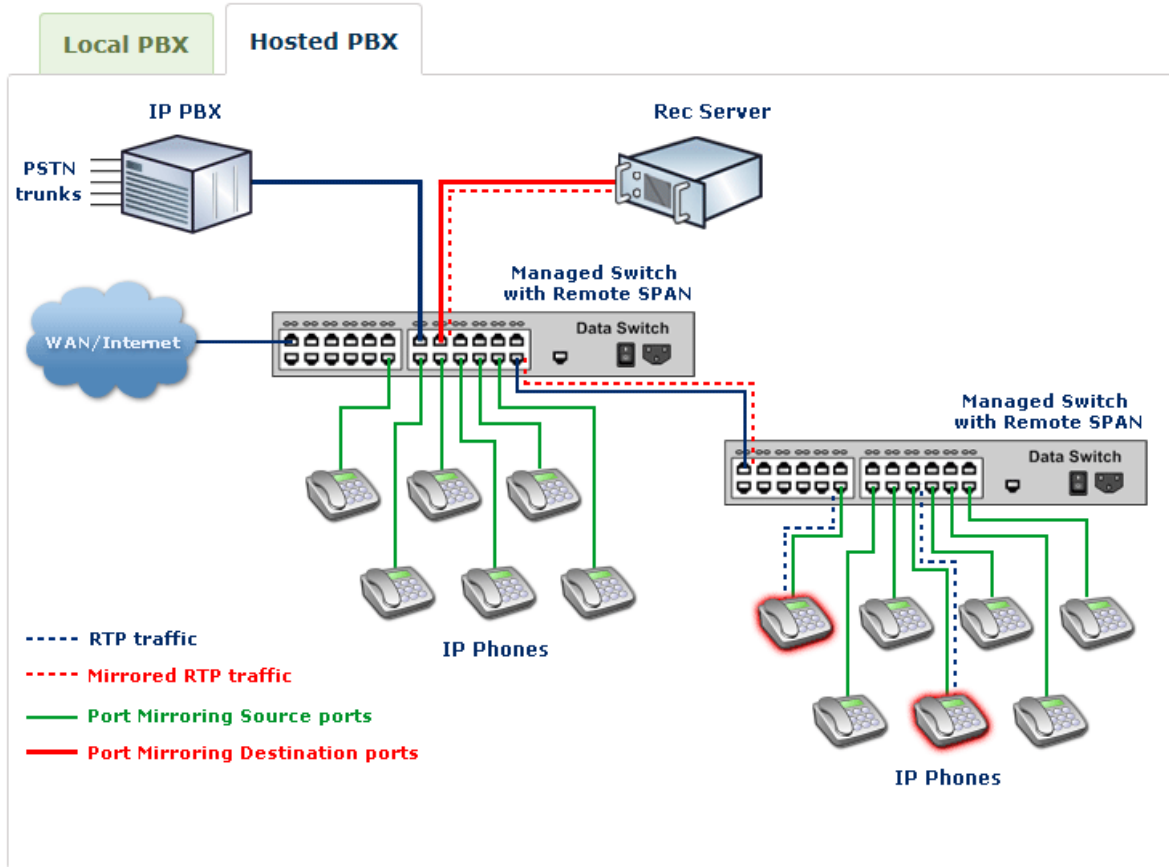 Local PBX
Hosted PBX
IP PBX
Rec Server
PSTN
trunks
Managed Switch
with Remote SPAN
Data Switch
WAN/Internet
Managed Switch
with Remote SPAN
Data Switch
RTP traffic
IP Phones
Mirrored RTP traffic
Port Mirroring Source ports
Port Mirroring Destination ports
IP Phones